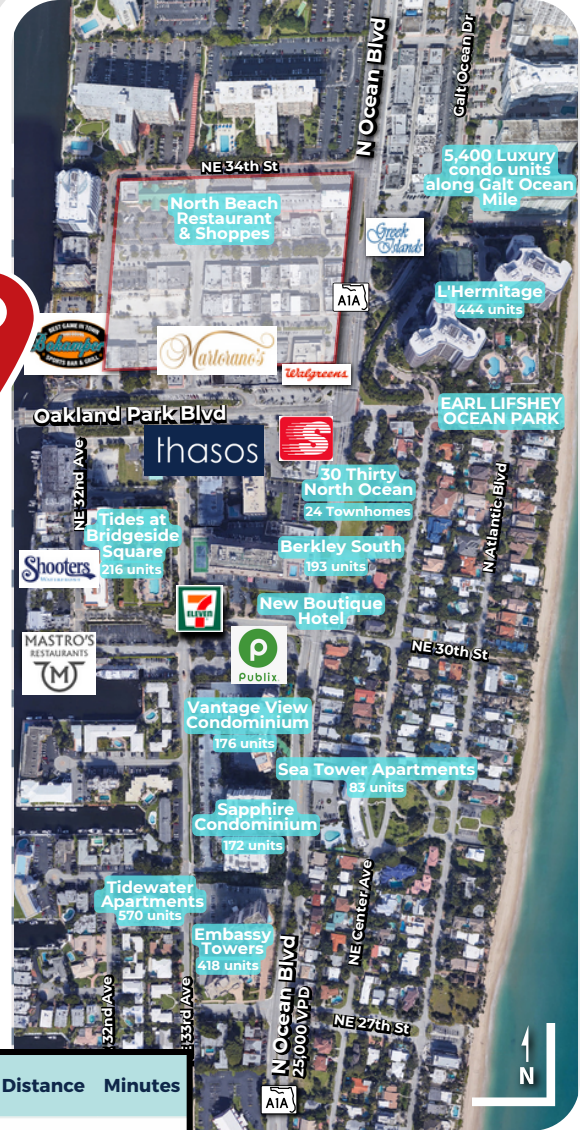 N Ocean Blvd
Galt Ocean Dr
NE 34th St
5,400 Luxury
condo units
along Galt Ocean
Mile
North Beach
Restaurant
& Shoppes
Greek
Islands
A1A
L'Hermitage
444 units
BEST GAME IN TOWN
Bokamper's
SPORTS BAR & GRILL
Martorano's
Walgreens
EARL LIFSHEY
OCEAN PARK
Oakland Park Blvd
thasos
S
NE 32nd Ave
N Atlantic Blvd
30 Thirty
North Ocean
24 Townhomes
Tides at
Bridgeside
Square
216 units
Berkley South
193 units
Shooters
WATERFRONT
7
ELEVEN
New Boutique
Hotel
MASTRO'S
RESTAURANTS
M
P
Publix
NE 30th St
Vantage View
Condominium
176 units
Sea Tower Apartments
83 units
Sapphire
Condominium
172 units
Tidewater
Apartments
570 units
NE Center Ave
Embassy
Towers
418 units
N Ocean Blvd
25,000 VPD
32nd Ave
33rd Ave
NE 27th St
N
Distance Minutes
A1A